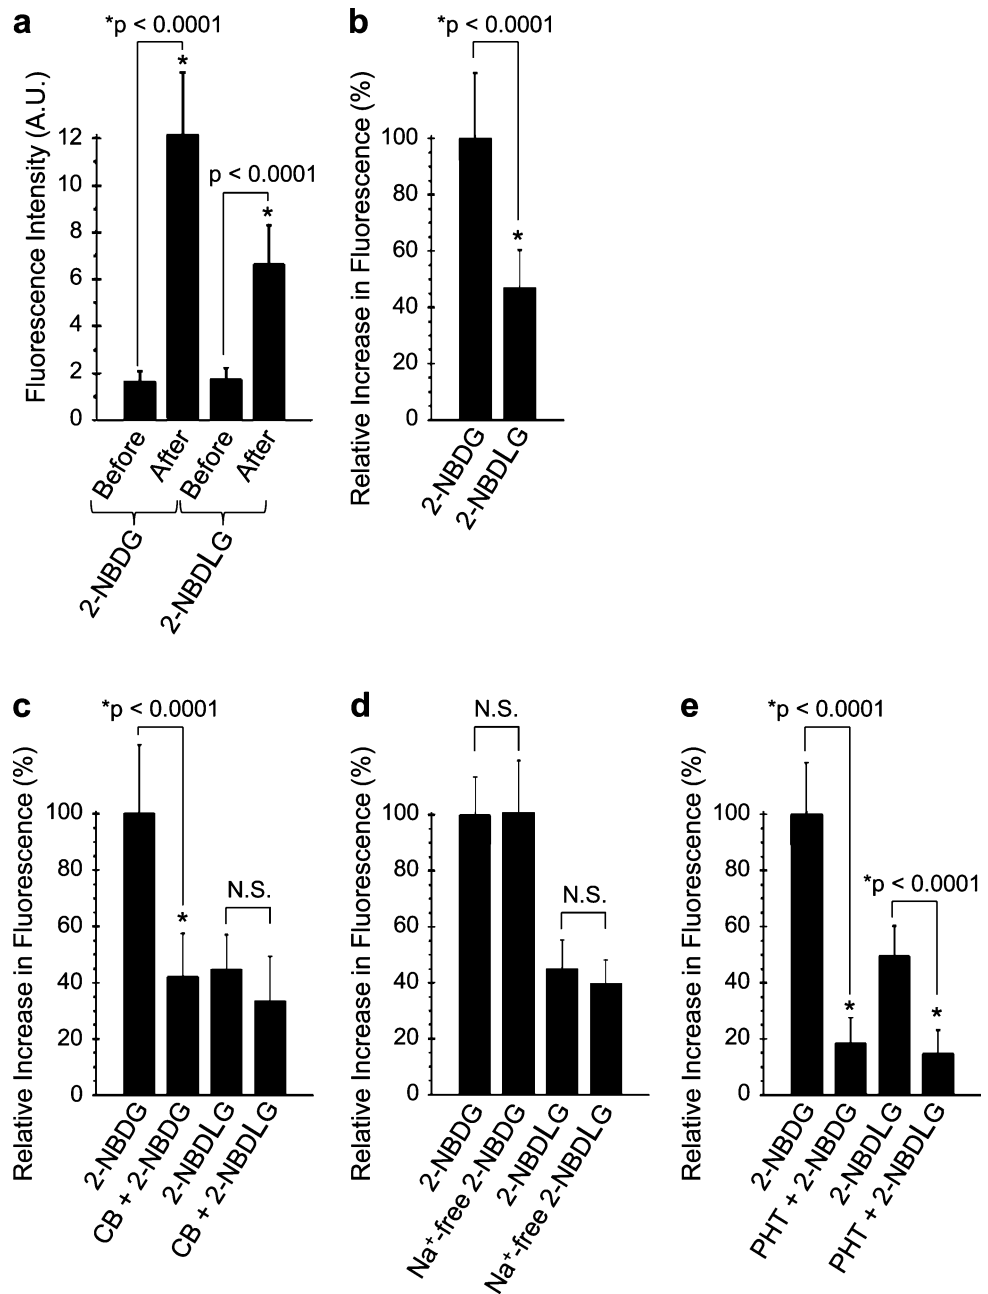 a
*p < 0.0001
Fluorescence Intensity (A.U.)
12
10
8
6
4
2
0
*
p < 0.0001
*
Before
After
Before
After
2-NBDG
2-NBDLG
b
*p < 0.0001
Relative Increase in Fluorescence (%)
100
80
60
40
20
0
*
2-NBDG
2-NBDLG
c
*p < 0.0001
Relative Increase in Fluorescence (%)
100
80
60
40
20
0
*
N.S.
2-NBDG
CB + 2-NBDG
2-NBDLG
CB + 2-NBDLG
d
N.S.
Relative Increase in Fluorescence (%)
100
80
60
40
20
0
N.S.
2-NBDG
Na⁺-free 2-NBDG
2-NBDLG
Na⁺-free 2-NBDLG
e
*p < 0.0001
Relative Increase in Fluorescence (%)
100
80
60
40
20
0
*
*p < 0.0001
*
2-NBDG
PHT + 2-NBDG
2-NBDLG
PHT + 2-NBDLG